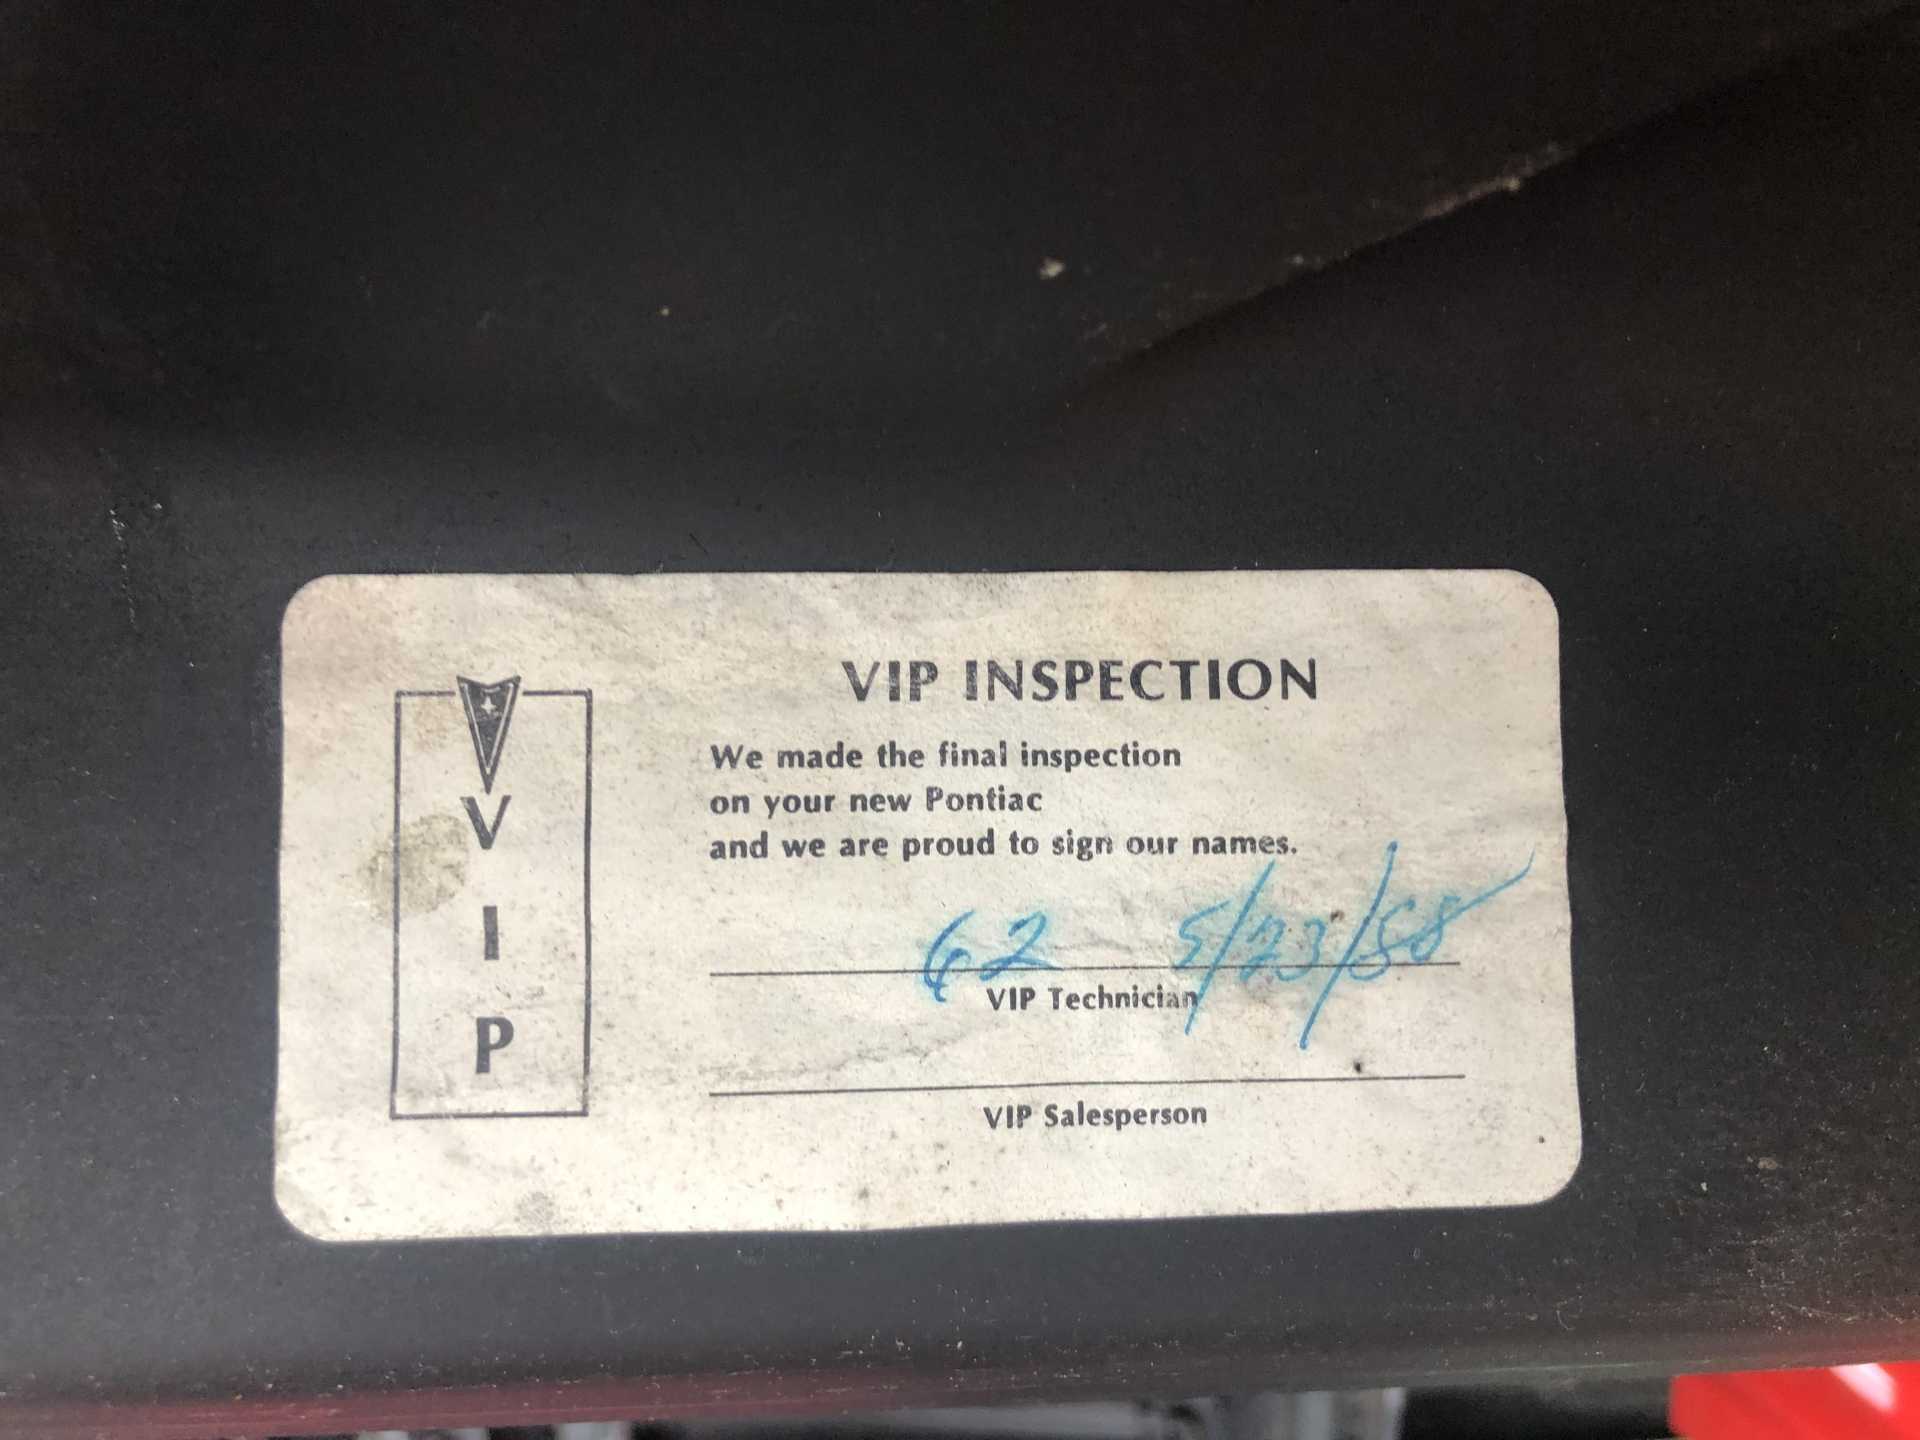 VIP INSPECTION
We made the final inspection
on your new Pontiac
and we are proud to sign our names.
62 5/23/88
VIP Technician
VIP Salesperson
V
I
P